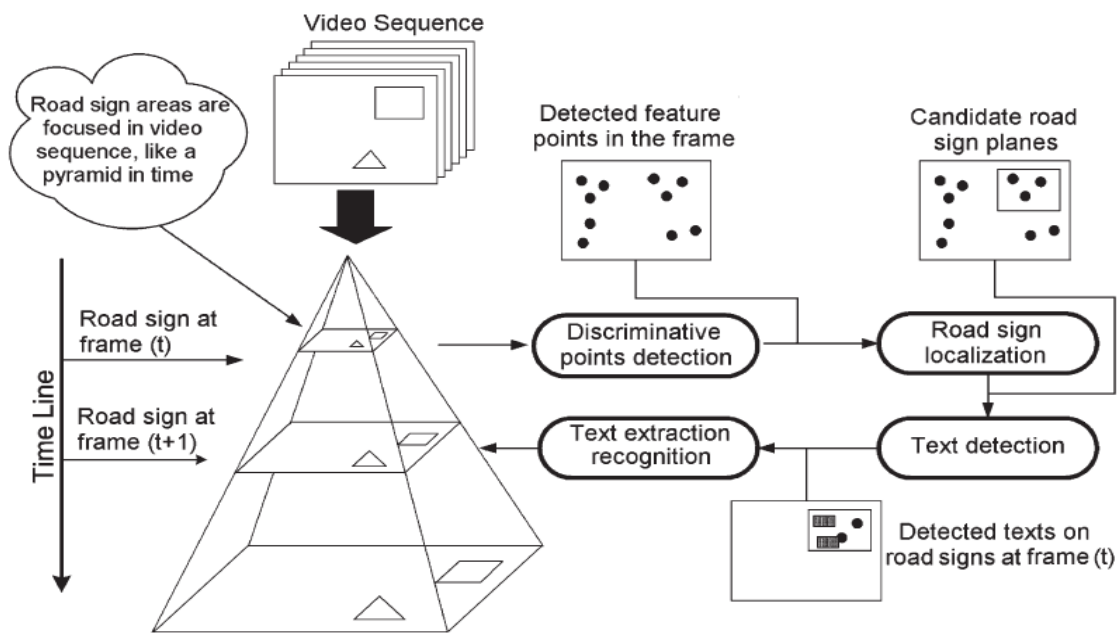 Video Sequence
Road sign areas are
focused in video
sequence, like a
pyramid in time
Detected feature
points in the frame
Candidate road
sign planes
Time Line
Road sign at
frame (t)
Road sign at
frame (t+1)
Discriminative
points detection
Road sign
localization
Text extraction
recognition
Text detection
Detected texts on
road signs at frame (t)